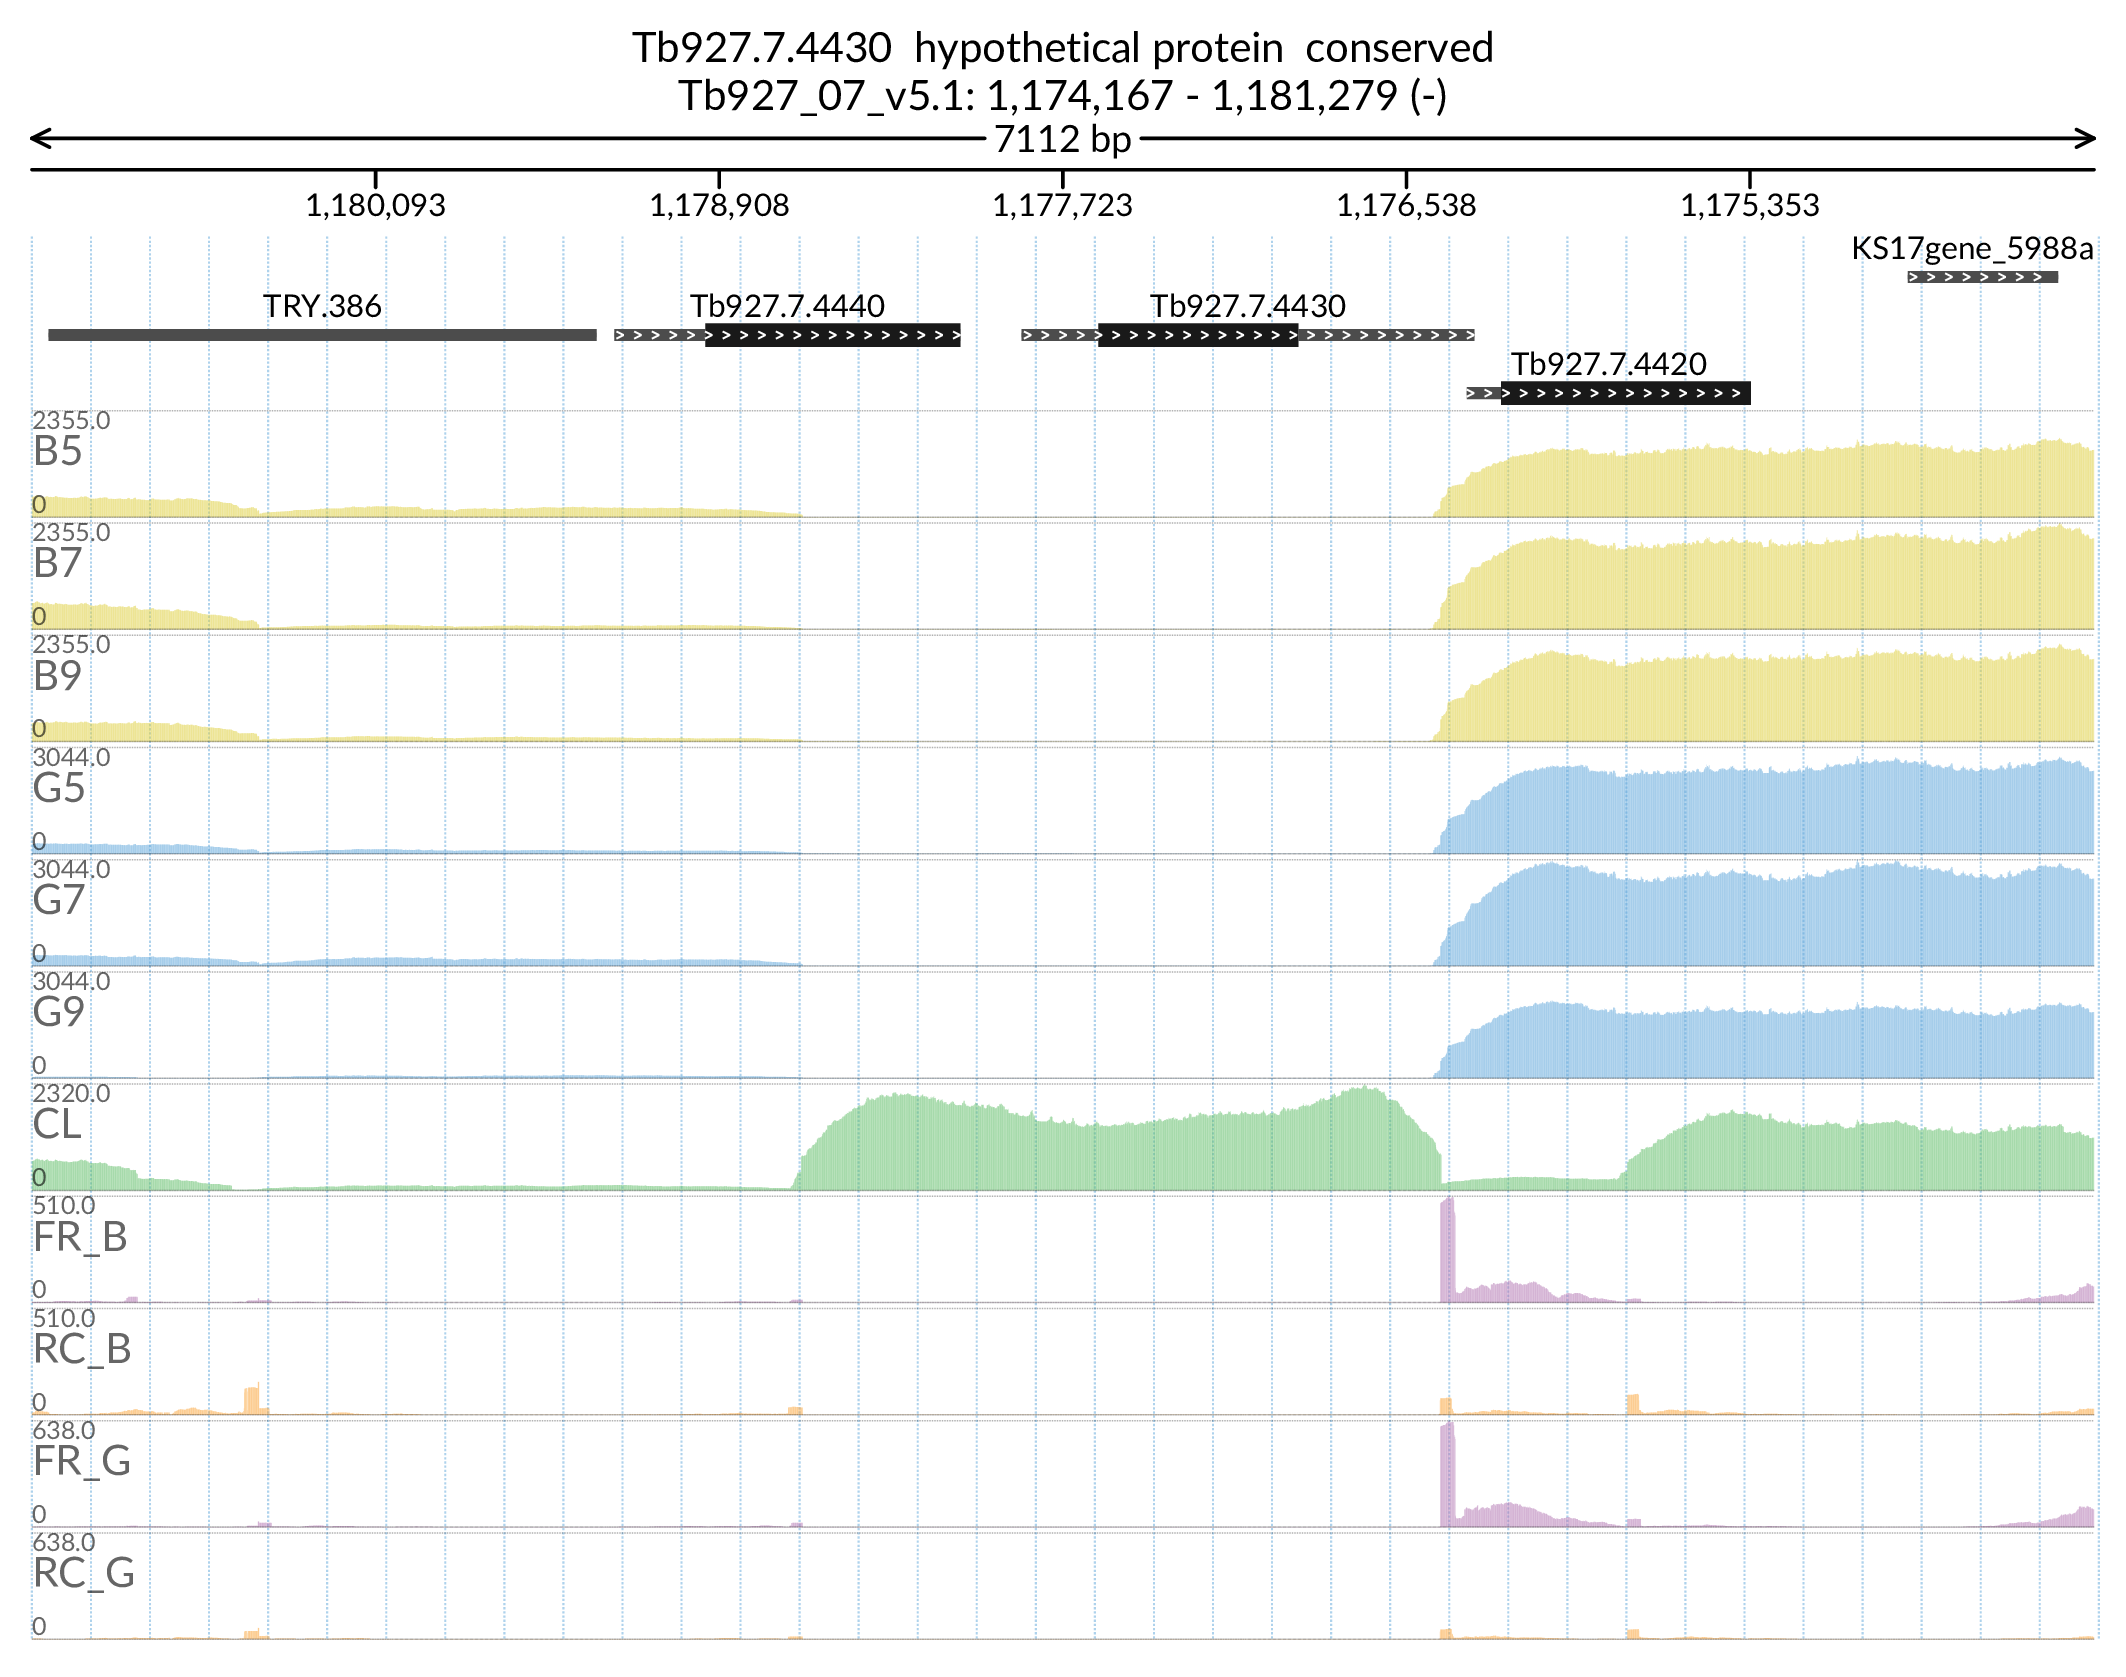 Tb927.7.4430  hypothetical protein  conserved
Tb927_07_v5.1: 1,174,167 - 1,181,279 (-)
7112 bp
1,180,093 1,178,908 1,177,723 1,176,538 1,175,353
KS17gene_5988a
TRY.386 Tb927.7.4440 Tb927.7.4430
Tb927.7.4420
2355.0
B5
0
2355.0
B7
0
2355.0
B9
0
3044.0
G5
0
3044.0
G7
0
3044.0
G9
0
2320.0
CL
0
510.0
FR_B
0
510.0
RC_B
0
638.0
FR_G
0
638.0
RC_G
0